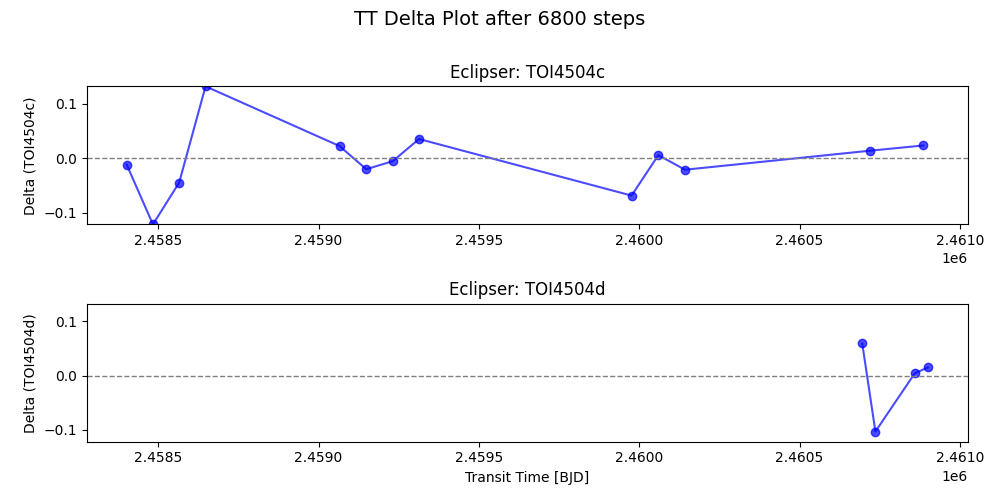 TT Delta Plot after 6800 steps
Eclipser: TOI4504c
Delta (TOI4504c)
0.1
0.0
−0.1
2.4585 2.4590 2.4595 2.4600 2.4605 2.4610
1e6
Eclipser: TOI4504d
Delta (TOI4504d)
0.1
0.0
−0.1
2.4585 2.4590 2.4595 2.4600 2.4605 2.4610
1e6
Transit Time [BJD]